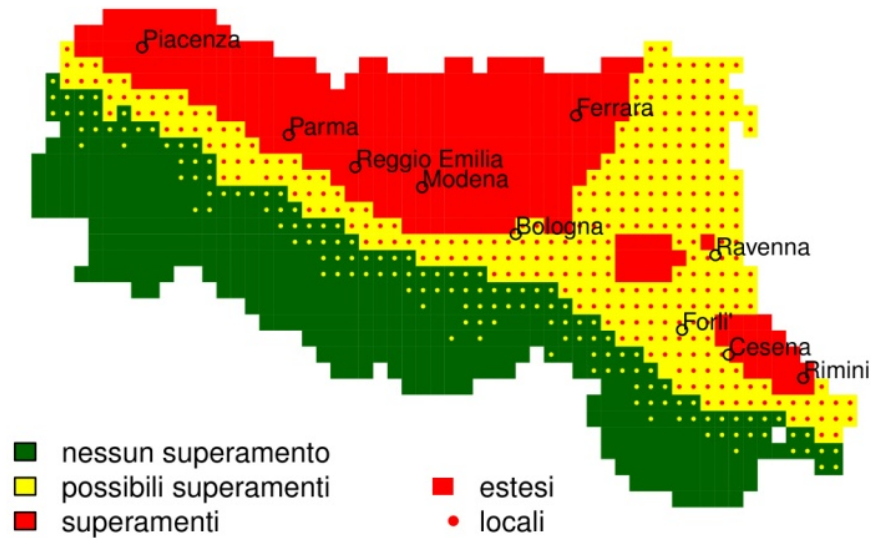 Piacenza
Ferrara
Parma
Reggio Emilia
Modena
Bologna
Ravenna
Forli'
Cesena
Rimini
nessun superamento
possibili superamenti
superamenti
estesi
locali